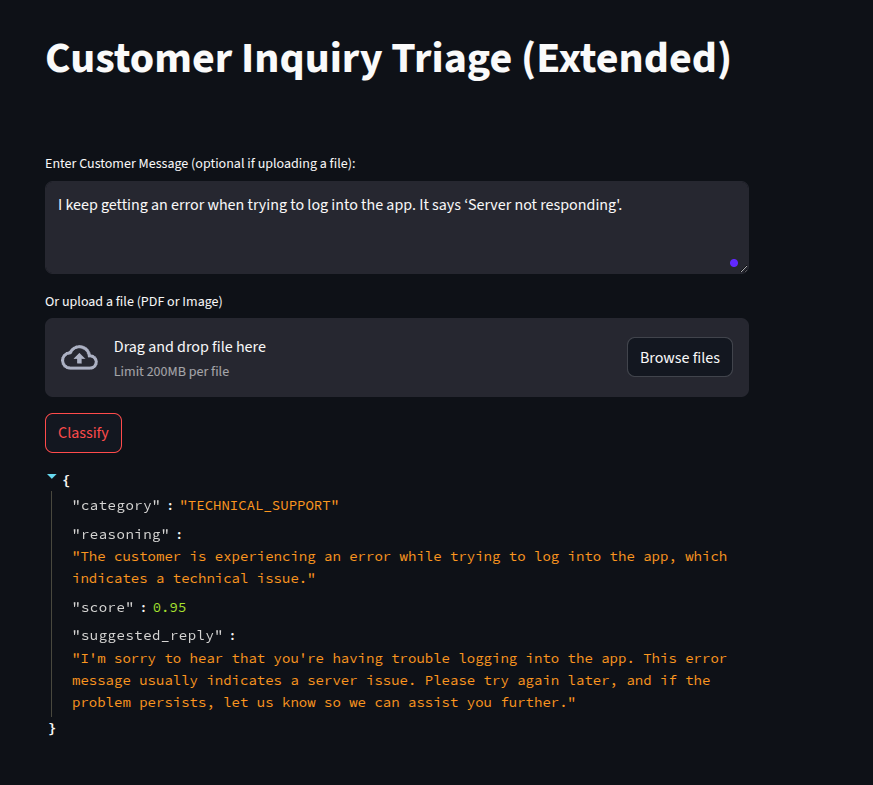 Customer Inquiry Triage (Extended)
Enter Customer Message (optional if uploading a file):
I keep getting an error when trying to log into the app. It says ‘Server not responding'.
Or upload a file (PDF or Image)
Drag and drop file here
Limit 200MB per file
Browse files
Classify
{
"category" : "TECHNICAL_SUPPORT"
"reasoning" :
"The customer is experiencing an error while trying to log into the app, which
indicates a technical issue."
"score" : 0.95
"suggested_reply" :
"I'm sorry to hear that you're having trouble logging into the app. This error
message usually indicates a server issue. Please try again later, and if the
problem persists, let us know so we can assist you further."
}